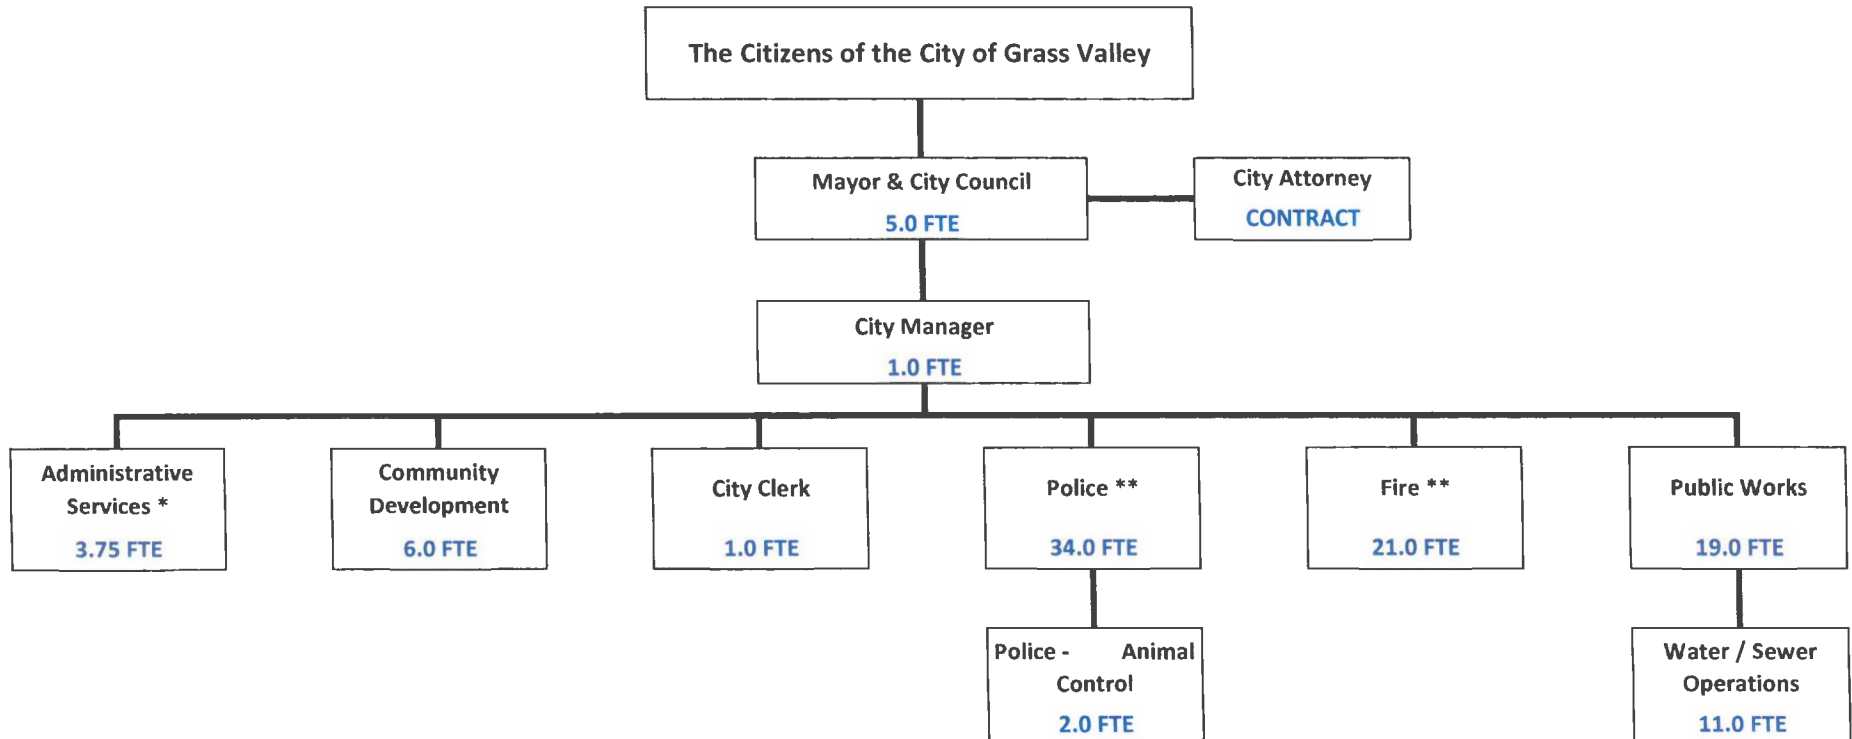 The Citizens of the City of Grass Valley
Mayor & City Council
5.0 FTE
City Attorney
CONTRACT
City Manager
1.0 FTE
Administrative
Services *
3.75 FTE
Community
Development
6.0 FTE
City Clerk
1.0 FTE
Police **
34.0 FTE
Fire **
21.0 FTE
Public Works
19.0 FTE
Police - Animal
Control
2.0 FTE
Water / Sewer
Operations
11.0 FTE